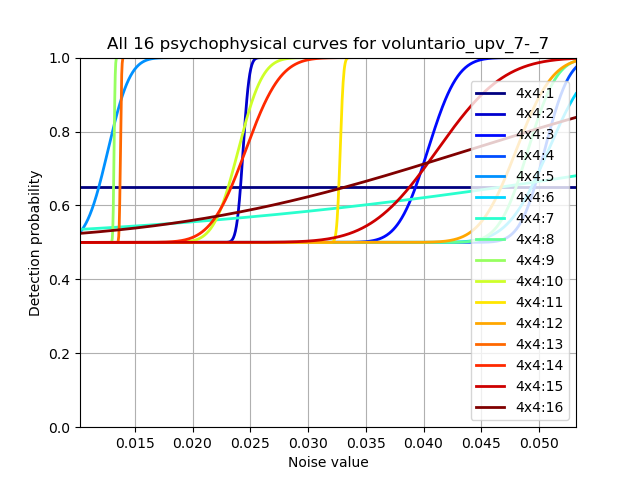 All 16 psychophysical curves for voluntario_upv_7-_7
1.0
0.8
0.6
0.4
0.2
0.0
Detection probability
0.015
0.020
0.025
0.030
0.035
0.040
0.045
0.050
Noise value
4x4:1
4x4:2
4x4:3
4x4:4
4x4:5
4x4:6
4x4:7
4x4:8
4x4:9
4x4:10
4x4:11
4x4:12
4x4:13
4x4:14
4x4:15
4x4:16